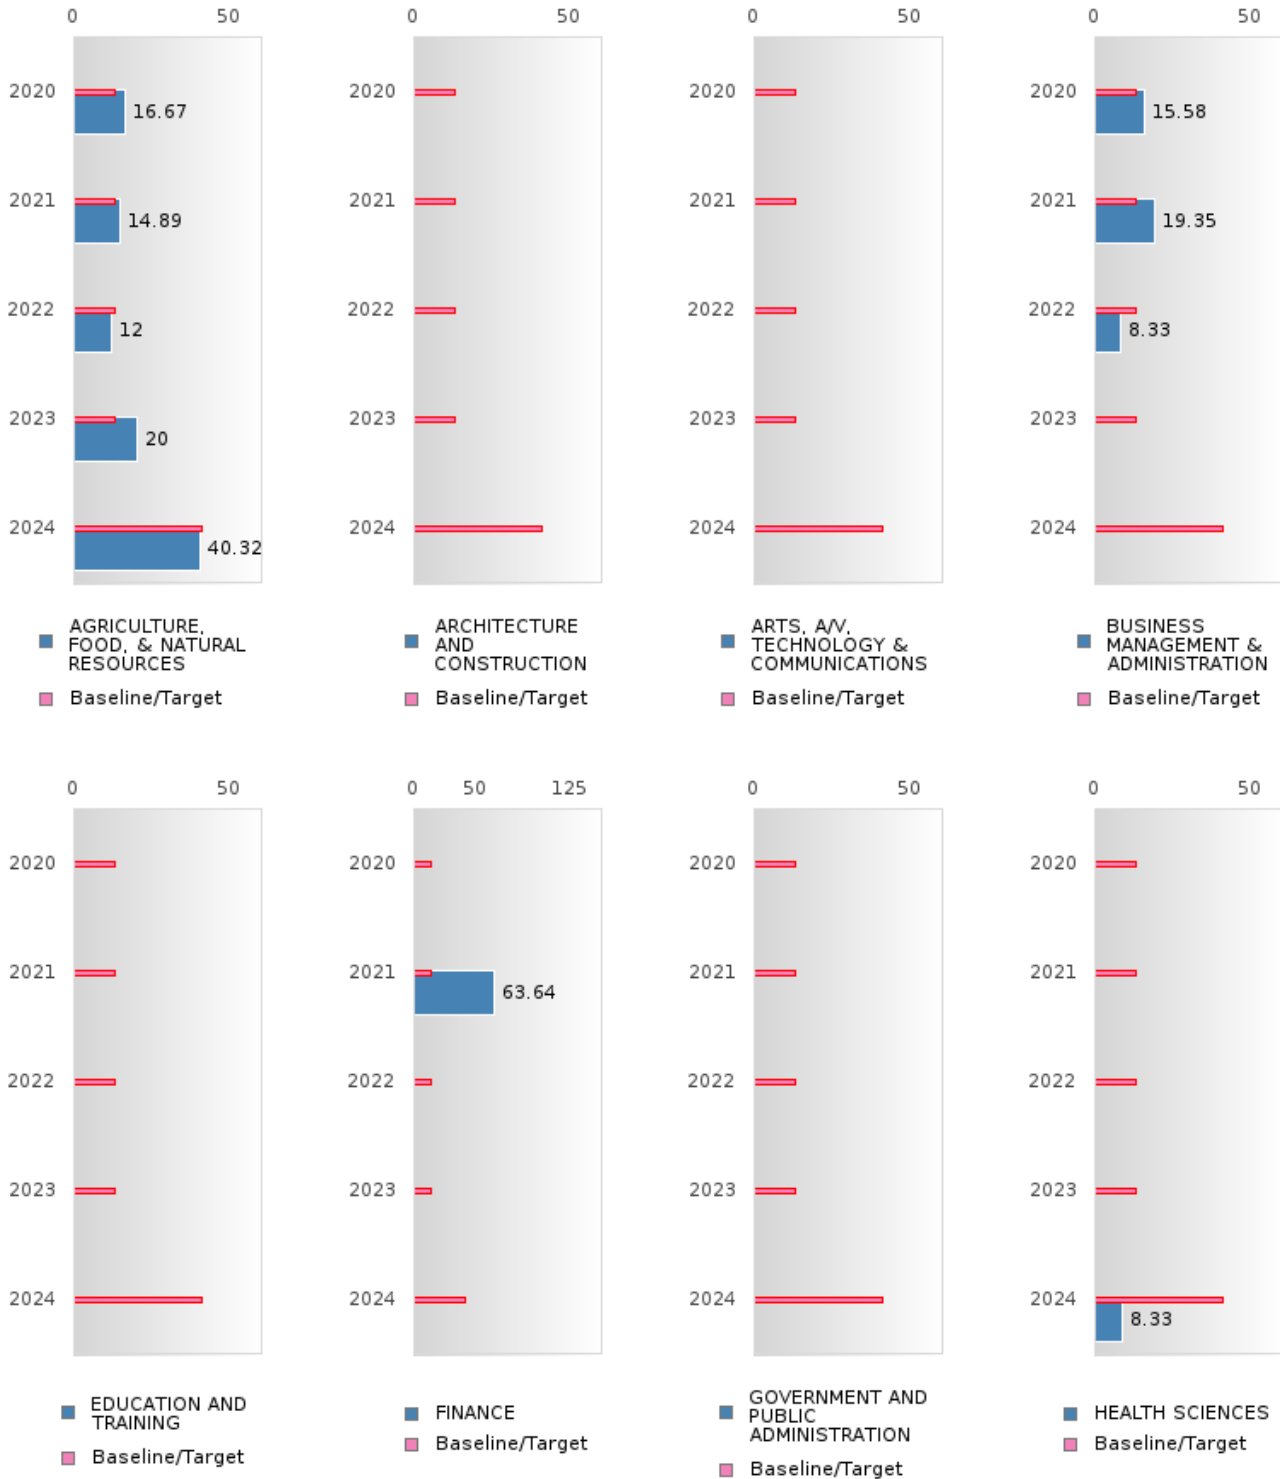 0 50
0 50
0 50
0 50
2020
16.67
2021
14.89
2022
12
2023
20
2024
40.32
2020
2021
2022
2023
2024
2020
2021
2022
2023
2024
2020
15.58
2021
19.35
2022
8.33
2023
2024
AGRICULTURE,
FOOD, & NATURAL
RESOURCES
Baseline/Target
ARCHITECTURE
AND
CONSTRUCTION
Baseline/Target
ARTS, A/V,
TECHNOLOGY &
COMMUNICATIONS
Baseline/Target
BUSINESS
MANAGEMENT &
ADMINISTRATION
Baseline/Target
0 50
0 50 125
0 50
0 50
2020
2021
2022
2023
2024
2020
2021
63.64
2022
2023
2024
2020
2021
2022
2023
2024
2020
2021
2022
2023
2024
8.33
EDUCATION AND
TRAINING
Baseline/Target
FINANCE
Baseline/Target
GOVERNMENT AND
PUBLIC
ADMINISTRATION
Baseline/Target
HEALTH SCIENCES
Baseline/Target